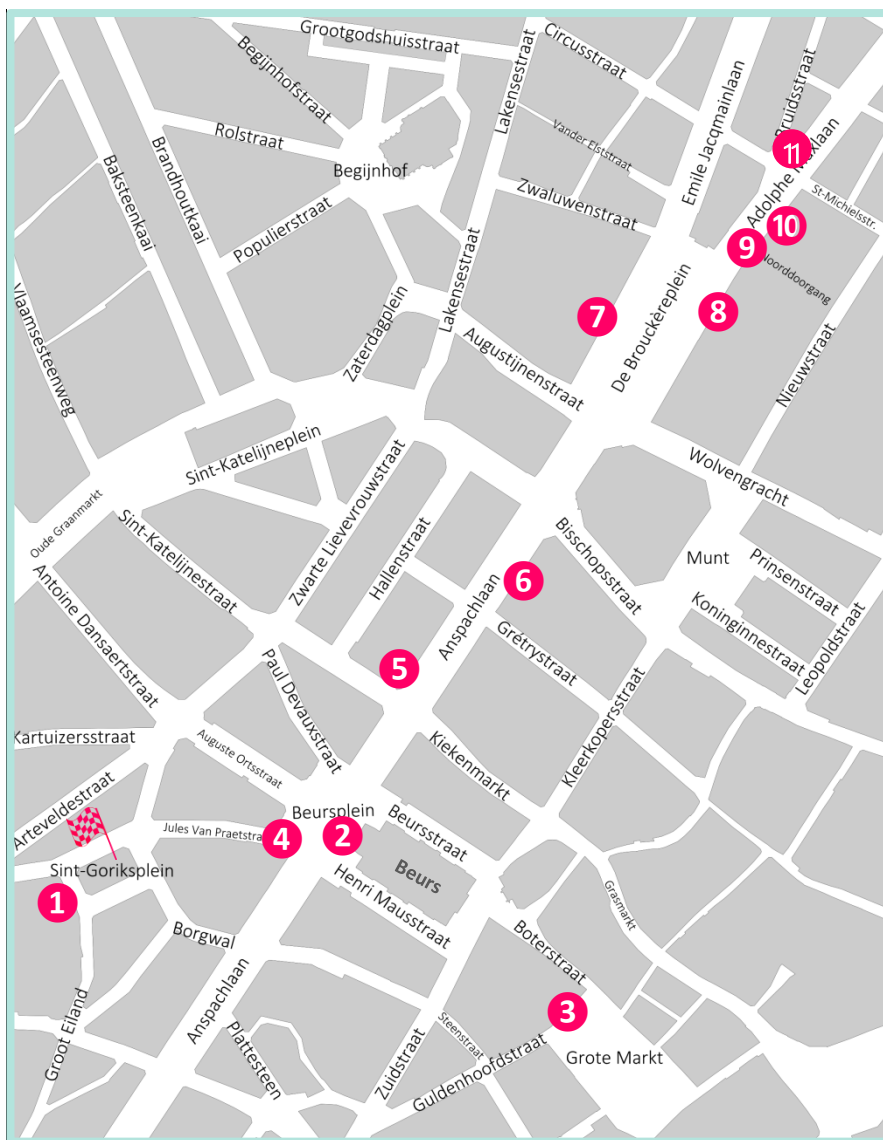 Grootgodshuisstraat
Circusstraat
Begijnhofstraat
Lakensestraat
Emile Jacqmainlaan
Bruidsstraat
Rolstraat
Vander Elststraat
11
Begijnhof
Adolphe Maxlaan
Baksteenkaai
Brandhoutkaai
Zwaluwenstraat
St-Michielsstr.
Populierstraat
10
9
Noorddoorgang
Vlaamsesteenweg
Zaterdagplein
Lakensestraat
7
De Brouckèreplein
8
Augustijnenstraat
Nieuwstraat
Sint-Katelijneplein
Wolvengracht
Oude Graanmarkt
Sint-Katelijnestraat
Zwarte Lievevrouwstraat
Hallenstraat
Bisschopsstraat
Munt
Prinsenstraat
Antoine Dansaertstraat
6
Anspachlaan
Koninginnestraat
Grétrystraat
Leopoldstraat
5
Paul Devauxstraat
Kleerkopersstraat
Kartuizersstraat
Auguste Ortsstraat
Kiekenmarkt
Arteveldestraat
Beursplein
Jules Van Praetstraat
4
2
Beursstraat
Sint-Goriksplein
Beurs
1
Henri Mausstraat
Grasmarkt
Borgwal
Boterstraat
Groot Eiland
Anspachlaan
3
Plattesteen
Zuidstraat
Steenstraat
Guldenhoofdstraat
Grote Markt